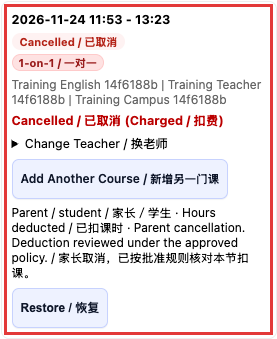 2026-11-24 11:53 - 13:23
Cancelled / 已取消
1-on-1 / 一对一
Training English 14f6188b | Training Teacher
14f6188b | Training Campus 14f6188b
Cancelled / 已取消 (Charged / 扣费)
▶ Change Teacher / 换老师
Add Another Course / 新增另一门课
Parent / student / 家长 / 学生 · Hours
deducted / 已扣课时 · Parent cancellation.
Deduction reviewed under the approved
policy. / 家长取消，已按批准规则核对本节扣
课。
Restore / 恢复